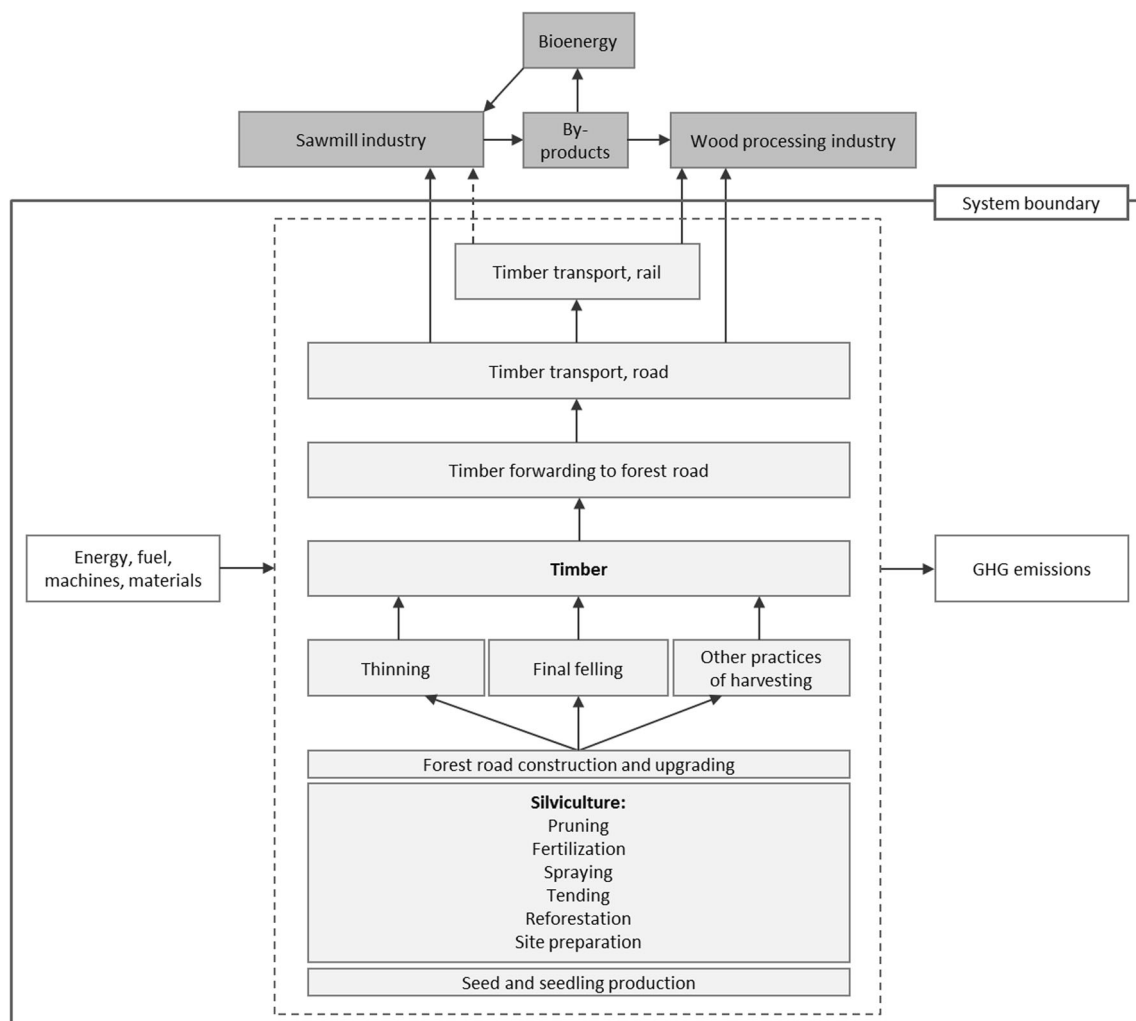 Bioenergy
Sawmill industry
By-
products
Wood processing industry
System boundary
Timber transport, rail
Timber transport, road
Timber forwarding to forest road
Energy, fuel,
machines, materials
Timber
GHG emissions
Thinning
Final felling
Other practices
of harvesting
Forest road construction and upgrading
Silviculture:
Pruning
Fertilization
Spraying
Tending
Reforestation
Site preparation
Seed and seedling production